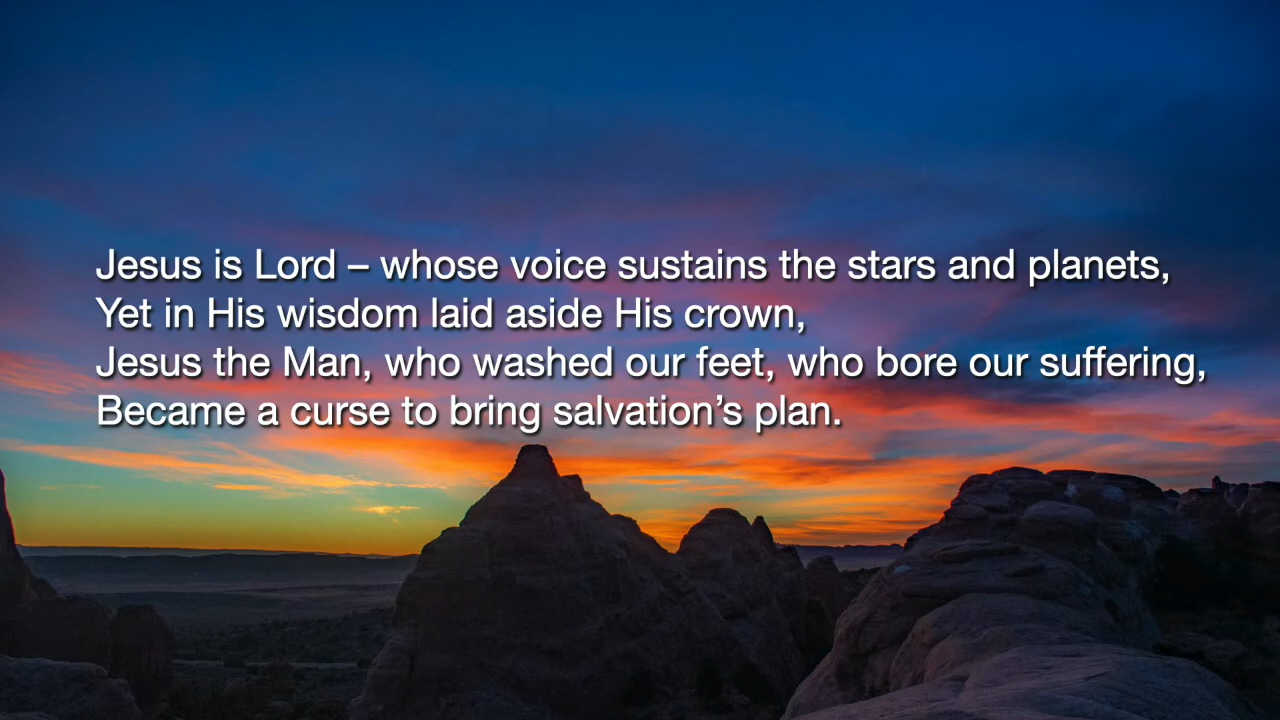 Jesus is Lord – whose voice sustains the stars and planets,
Yet in His wisdom laid aside His crown,
Jesus the Man, who washed our feet, who bore our suffering,
Became a curse to bring salvation’s plan.